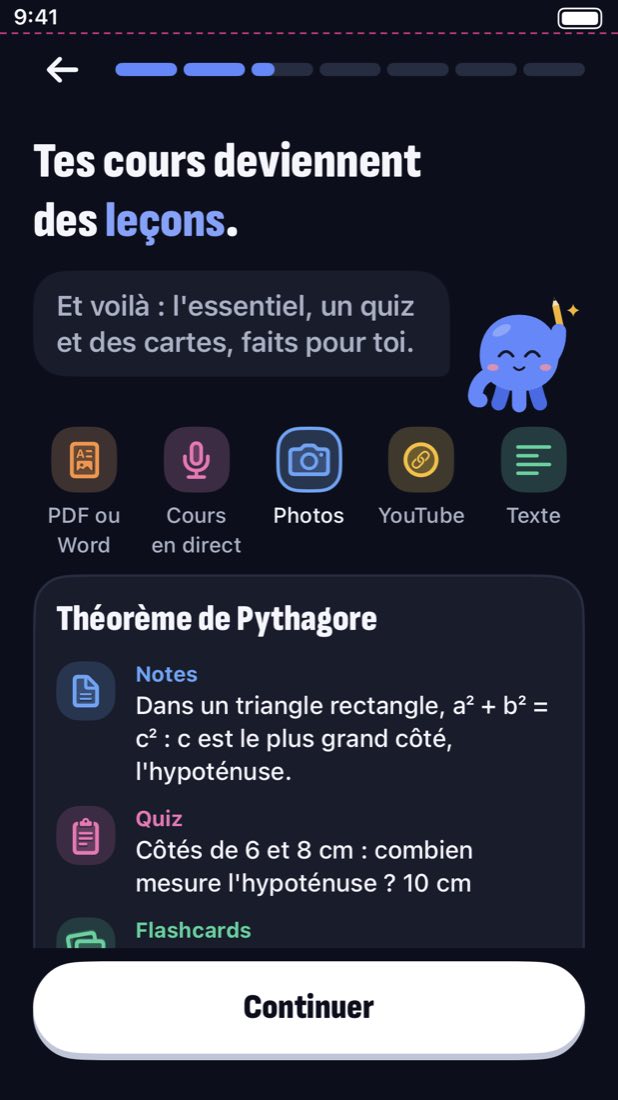 9:41
Tes cours deviennent
des leçons.
Et voilà : l'essentiel, un quiz
et des cartes, faits pour toi.
PDF ou
Word
Cours
en direct
Photos
YouTube
Texte
Théorème de Pythagore
Notes
Dans un triangle rectangle, a² + b² =
c² : c est le plus grand côté,
l'hypoténuse.
Quiz
Côtés de 6 et 8 cm : combien
mesure l'hypoténuse ? 10 cm
Flashcards
Continuer